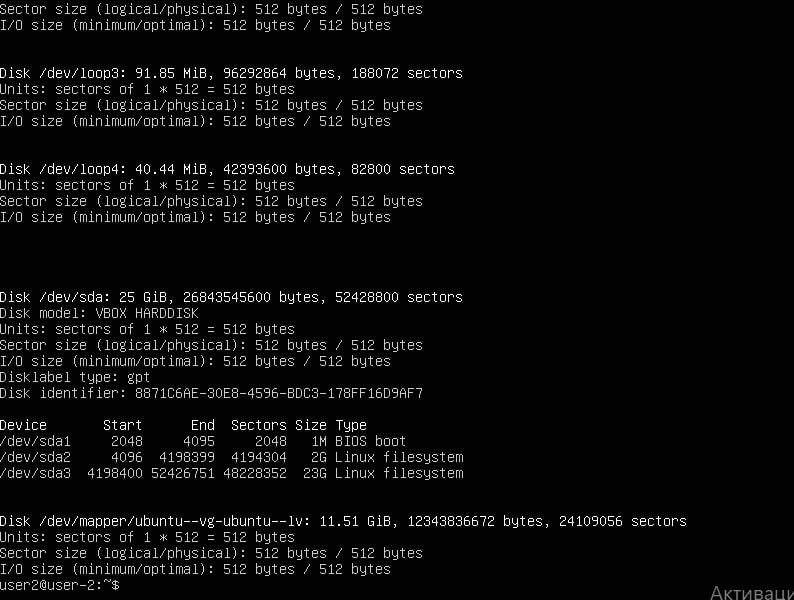 Sector size (logical/physical): 512 bytes / 512 bytes
I/O size (minimum/optimal): 512 bytes / 512 bytes
Disk /dev/loop3: 91.85 MiB, 96292864 bytes, 188072 sectors
Units: sectors of 1 * 512 = 512 bytes
Sector size (logical/physical): 512 bytes / 512 bytes
I/O size (minimum/optimal): 512 bytes / 512 bytes
Disk /dev/loop4: 40.44 MiB, 42393600 bytes, 82800 sectors
Units: sectors of 1 * 512 = 512 bytes
Sector size (logical/physical): 512 bytes / 512 bytes
I/O size (minimum/optimal): 512 bytes / 512 bytes
Disk /dev/sda: 25 GiB, 26843545600 bytes, 52428800 sectors
Disk model: VBOX HARDDISK
Units: sectors of 1 * 512 = 512 bytes
Sector size (logical/physical): 512 bytes / 512 bytes
I/O size (minimum/optimal): 512 bytes / 512 bytes
Disklabel type: gpt
Disk identifier: 8871C6AE-30E8-4596-BDC3-178FF16D9AF7
Device Start End Sectors Size Type
/dev/sda1 2048 4095 2048 1M BIOS boot
/dev/sda2 4096 4198399 4194304 2G Linux filesystem
/dev/sda3 4198400 52426751 48228352 23G Linux filesystem
Disk /dev/mapper/ubuntu--vg-ubuntu--lv: 11.51 GiB, 12343836672 bytes, 24109056 sectors
Units: sectors of 1 * 512 = 512 bytes
Sector size (logical/physical): 512 bytes / 512 bytes
I/O size (minimum/optimal): 512 bytes / 512 bytes
user2@user-2:~$
Активаци